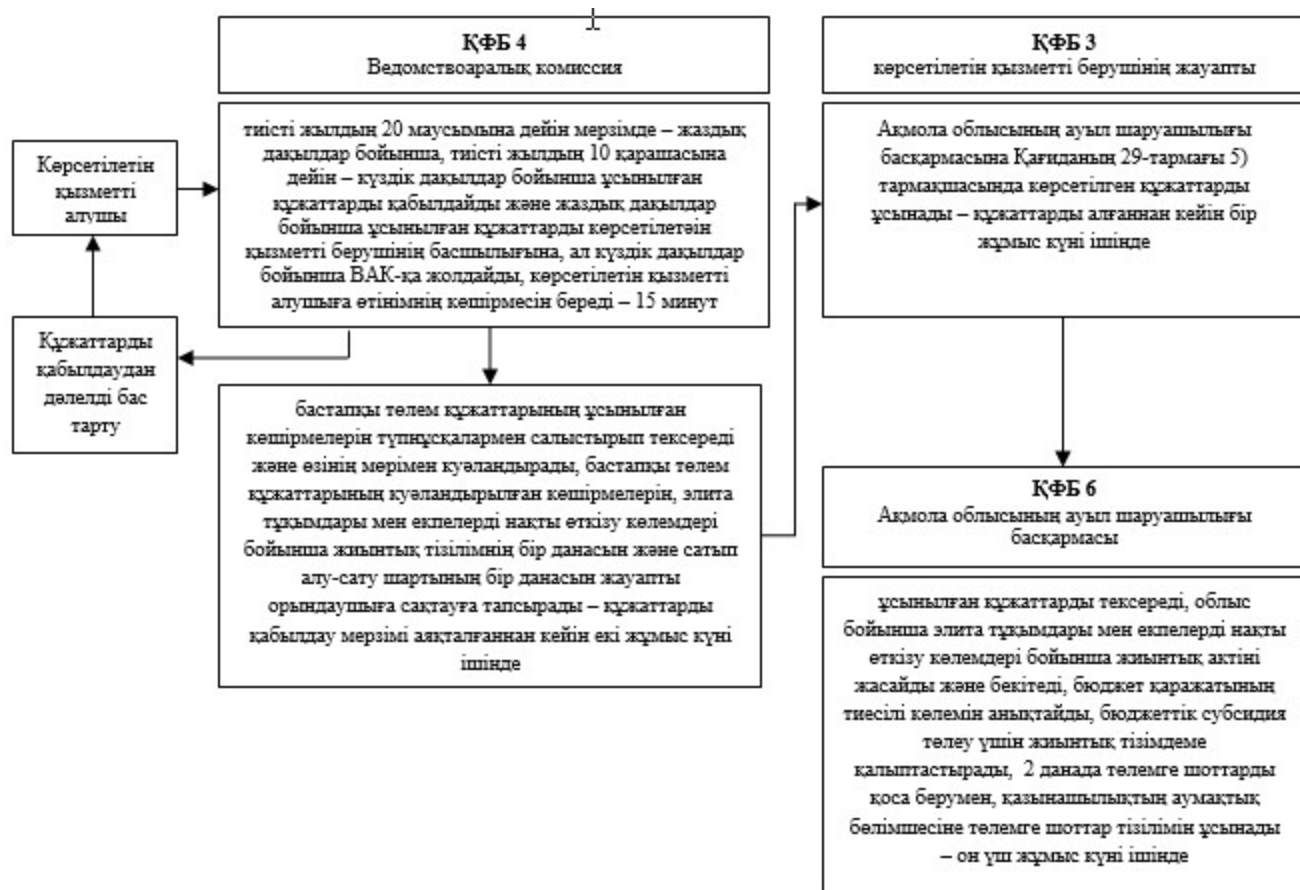 ҚФБ 4
Ведомствоаралық комиссия
ҚФБ 3
көрсетілетін қызметті берушінің жауапты
Көрсетілетін
қызметті
алушы
тиісті жылдың 20 маусымына дейін мерзімде – жаздық
дақылдар бойынша, тиісті жылдың 10 қарашасына
дейін – күздік дақылдар бойынша ұсынылған
құжаттарды қабылдайды және жаздық дақылдар
бойынша ұсынылған құжаттарды көрсетілетәін
қызметті берушінің басшылығына, ал күздік дақылдар
бойынша ВАК-қа жолдайды, көрсетілетін қызметті
алушыға өтінімнің көшірмесін береді – 15 минут
Ақмола облысының ауыл шаруашылығы
басқармасына Қағиданың 29-тармағы 5)
тармақшасында көрсетілген құжаттарды
ұсынады – құжаттарды алғаннан кейін бір
жұмыс күні ішінде
Құжаттарды
қабылдаудан
дәлелді бас
тарту
бастапқы төлем құжаттарының ұсынылған
көшірмелерін түпнұсқалармен салыстырып тексереді
және өзінің мөрімен куәландырады, бастапқы төлем
құжаттарының куәландырылған көшірмелерін, элита
тұқымдары мен екпелерді нақты өткізу көлемдері
бойынша жиынтық тізілімнің бір данасын және сатып
алу-сату шартының бір данасын жауапты
орындаушыға сақтауға тапсырады – құжаттарды
қабылдау мерзімі аяқталғаннан кейін екі жұмыс күні
ішінде
ҚФБ 6
Ақмола облысының ауыл шаруашылығы
басқармасы
ұсынылған құжаттарды тексереді, облыс
бойынша элита тұқымдары мен екпелерді нақты
өткізу көлемдері бойынша жиынтық актіні
жасайды және бекітеді, бюджет қаражатының
тиесілі көлемін анықтайды, бюджеттік субсидия
төлеу үшін жиынтық тізімдеме
қалыптастырады, 2 данада төлемге шоттарды
қоса берумен, қазынашылықтың аумақтық
бөлімшесіне төлемге шоттар тізілімін ұсынады
– он үш жұмыс күні ішінде